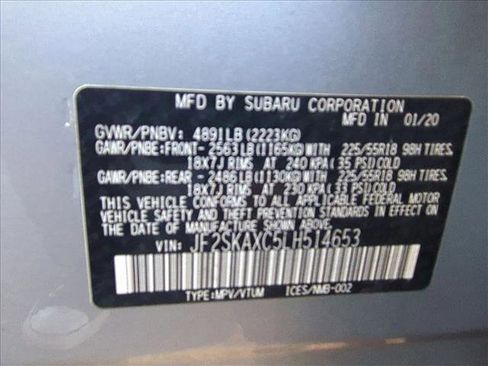 MFD BY SUBARU CORPORATION
MFD IN 01/20
GVWR/PNBV: 4891LB(2223KG)
GAWR/PNBE:FRONT- 2563LB(1165KG)WITH 225/55R18 98H TIRES,
18X7J RIMS AT 240 KPA(35 PSI)COLD
GAWR/PNBE:REAR - 2486LB(1130KG)WITH 225/55R18 98H TIRES,
18X7J RIMS AT 230 KPA(33 PSI)COLD
THIS VEHICLE CONFORMS TO ALL APPLICABLE FEDERAL MOTOR
VEHICLE SAFETY STANDARDS IN EFFECT ON
THE DATE OF MANUFACTURE SHOWN ABOVE.
VIN: JF2SKAXC5LH514653
TYPE:MPV/VTUM ICES/NMB-002